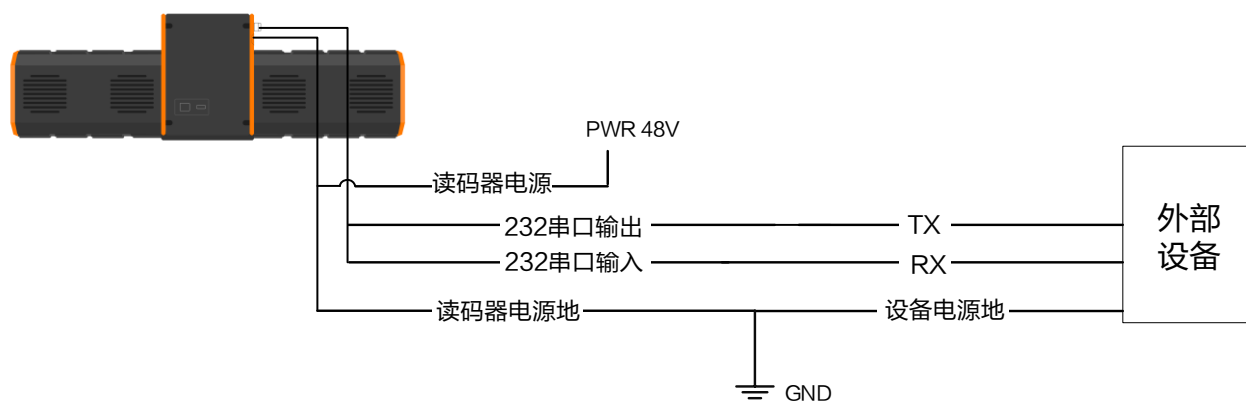 PWR 48V
读码器电源
232串口输出 TX
232串口输入 RX
外部
设备
读码器电源地 设备电源地
GND